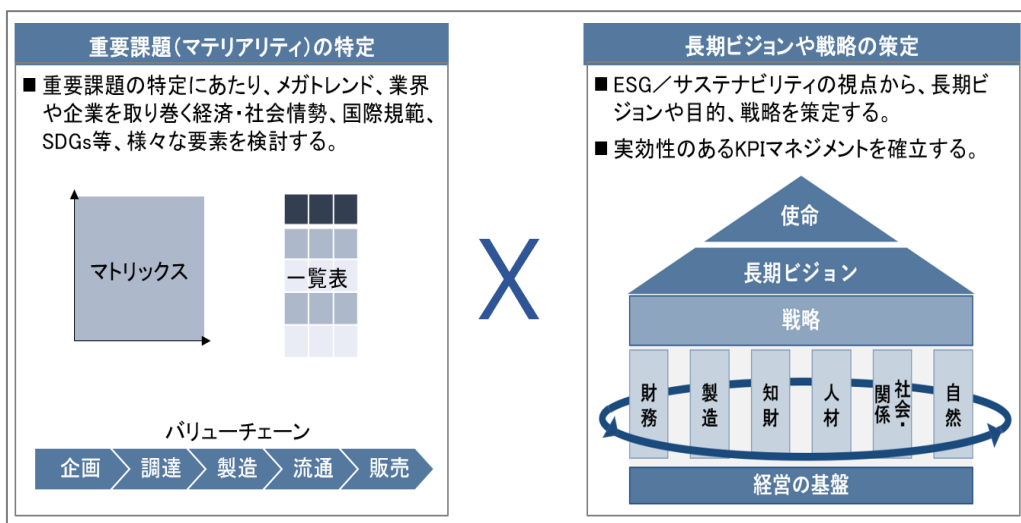 重要課題(マテリアリティ)の特定
■ 重要課題の特定にあたり、メガトレンド、業界
や企業を取り巻く経済・社会情勢、国際規範、
SDGs等、様々な要素を検討する。
マトリックス
一覧表
バリューチェーン
企画 調達 製造 流通 販売
X
長期ビジョンや戦略の策定
■ ESG／サステナビリティの視点から、長期ビ
ジョンや目的、戦略を策定する。
■ 実効性のあるKPIマネジメントを確立する。
使命
長期ビジョン
戦略
財務
製造
知財
人材
社会・
関係
自然
経営の基盤